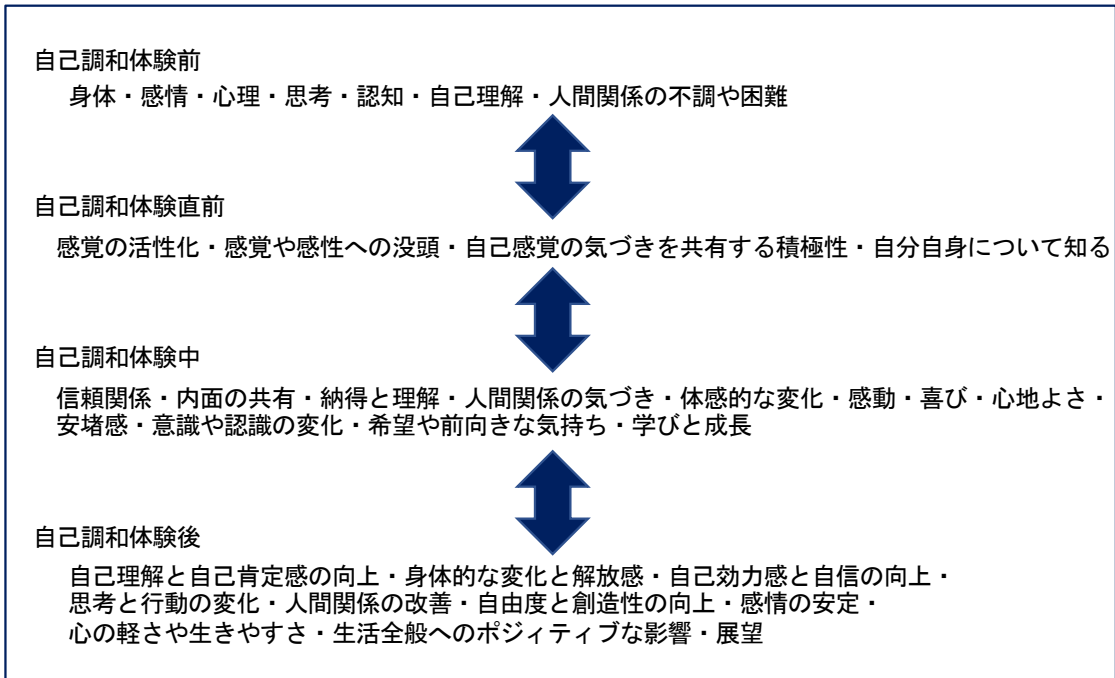 自己調和体験前
身体・感情・心理・思考・認知・自己理解・人間関係の不調や困難
自己調和体験直前
感覚の活性化・感覚や感性への没頭・自己感覚の気づきを共有する積極性・自分自身について知る
自己調和体験中
信頼関係・内面の共有・納得と理解・人間関係の気づき・体感的な変化・感動・喜び・心地よさ・
安堵感・意識や認識の変化・希望や前向きな気持ち・学びと成長
自己調和体験後
自己理解と自己肯定感の向上・身体的な変化と解放感・自己効力感と自信の向上・
思考と行動の変化・人間関係の改善・自由度と創造性の向上・感情の安定・
心の軽さや生きやすさ・生活全般へのポジィティブな影響・展望